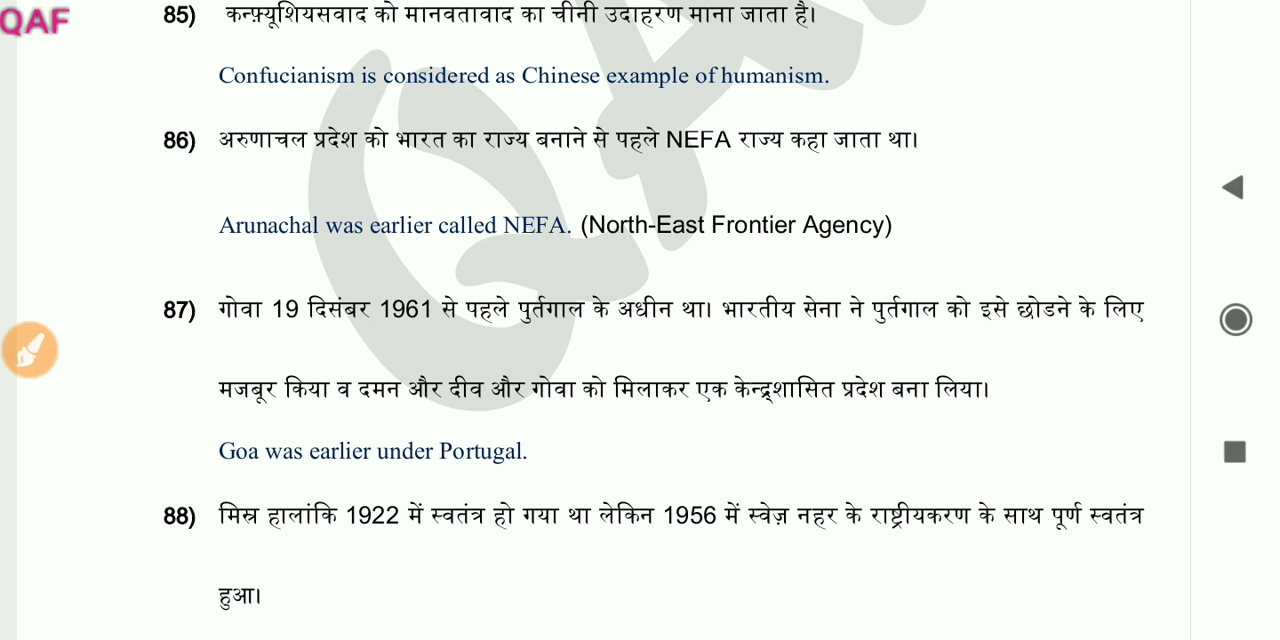 QAF
85) कन्फ़्यूशियसवाद को मानवतावाद का चीनी उदाहरण माना जाता है।
Confucianism is considered as Chinese example of humanism.
86) अरुणाचल प्रदेश को भारत का राज्य बनाने से पहले NEFA राज्य कहा जाता था।
Arunachal was earlier called NEFA. (North-East Frontier Agency)
87) गोवा 19 दिसंबर 1961 से पहले पुर्तगाल के अधीन था। भारतीय सेना ने पुर्तगाल को इसे छोडने के लिए
मजबूर किया व दमन और दीव और गोवा को मिलाकर एक केन्द्र्शासित प्रदेश बना लिया।
Goa was earlier under Portugal.
88) मिस्र हालांकि 1922 में स्वतंत्र हो गया था लेकिन 1956 में स्वेज़ नहर के राष्ट्रीयकरण के साथ पूर्ण स्वतंत्र
हुआ।